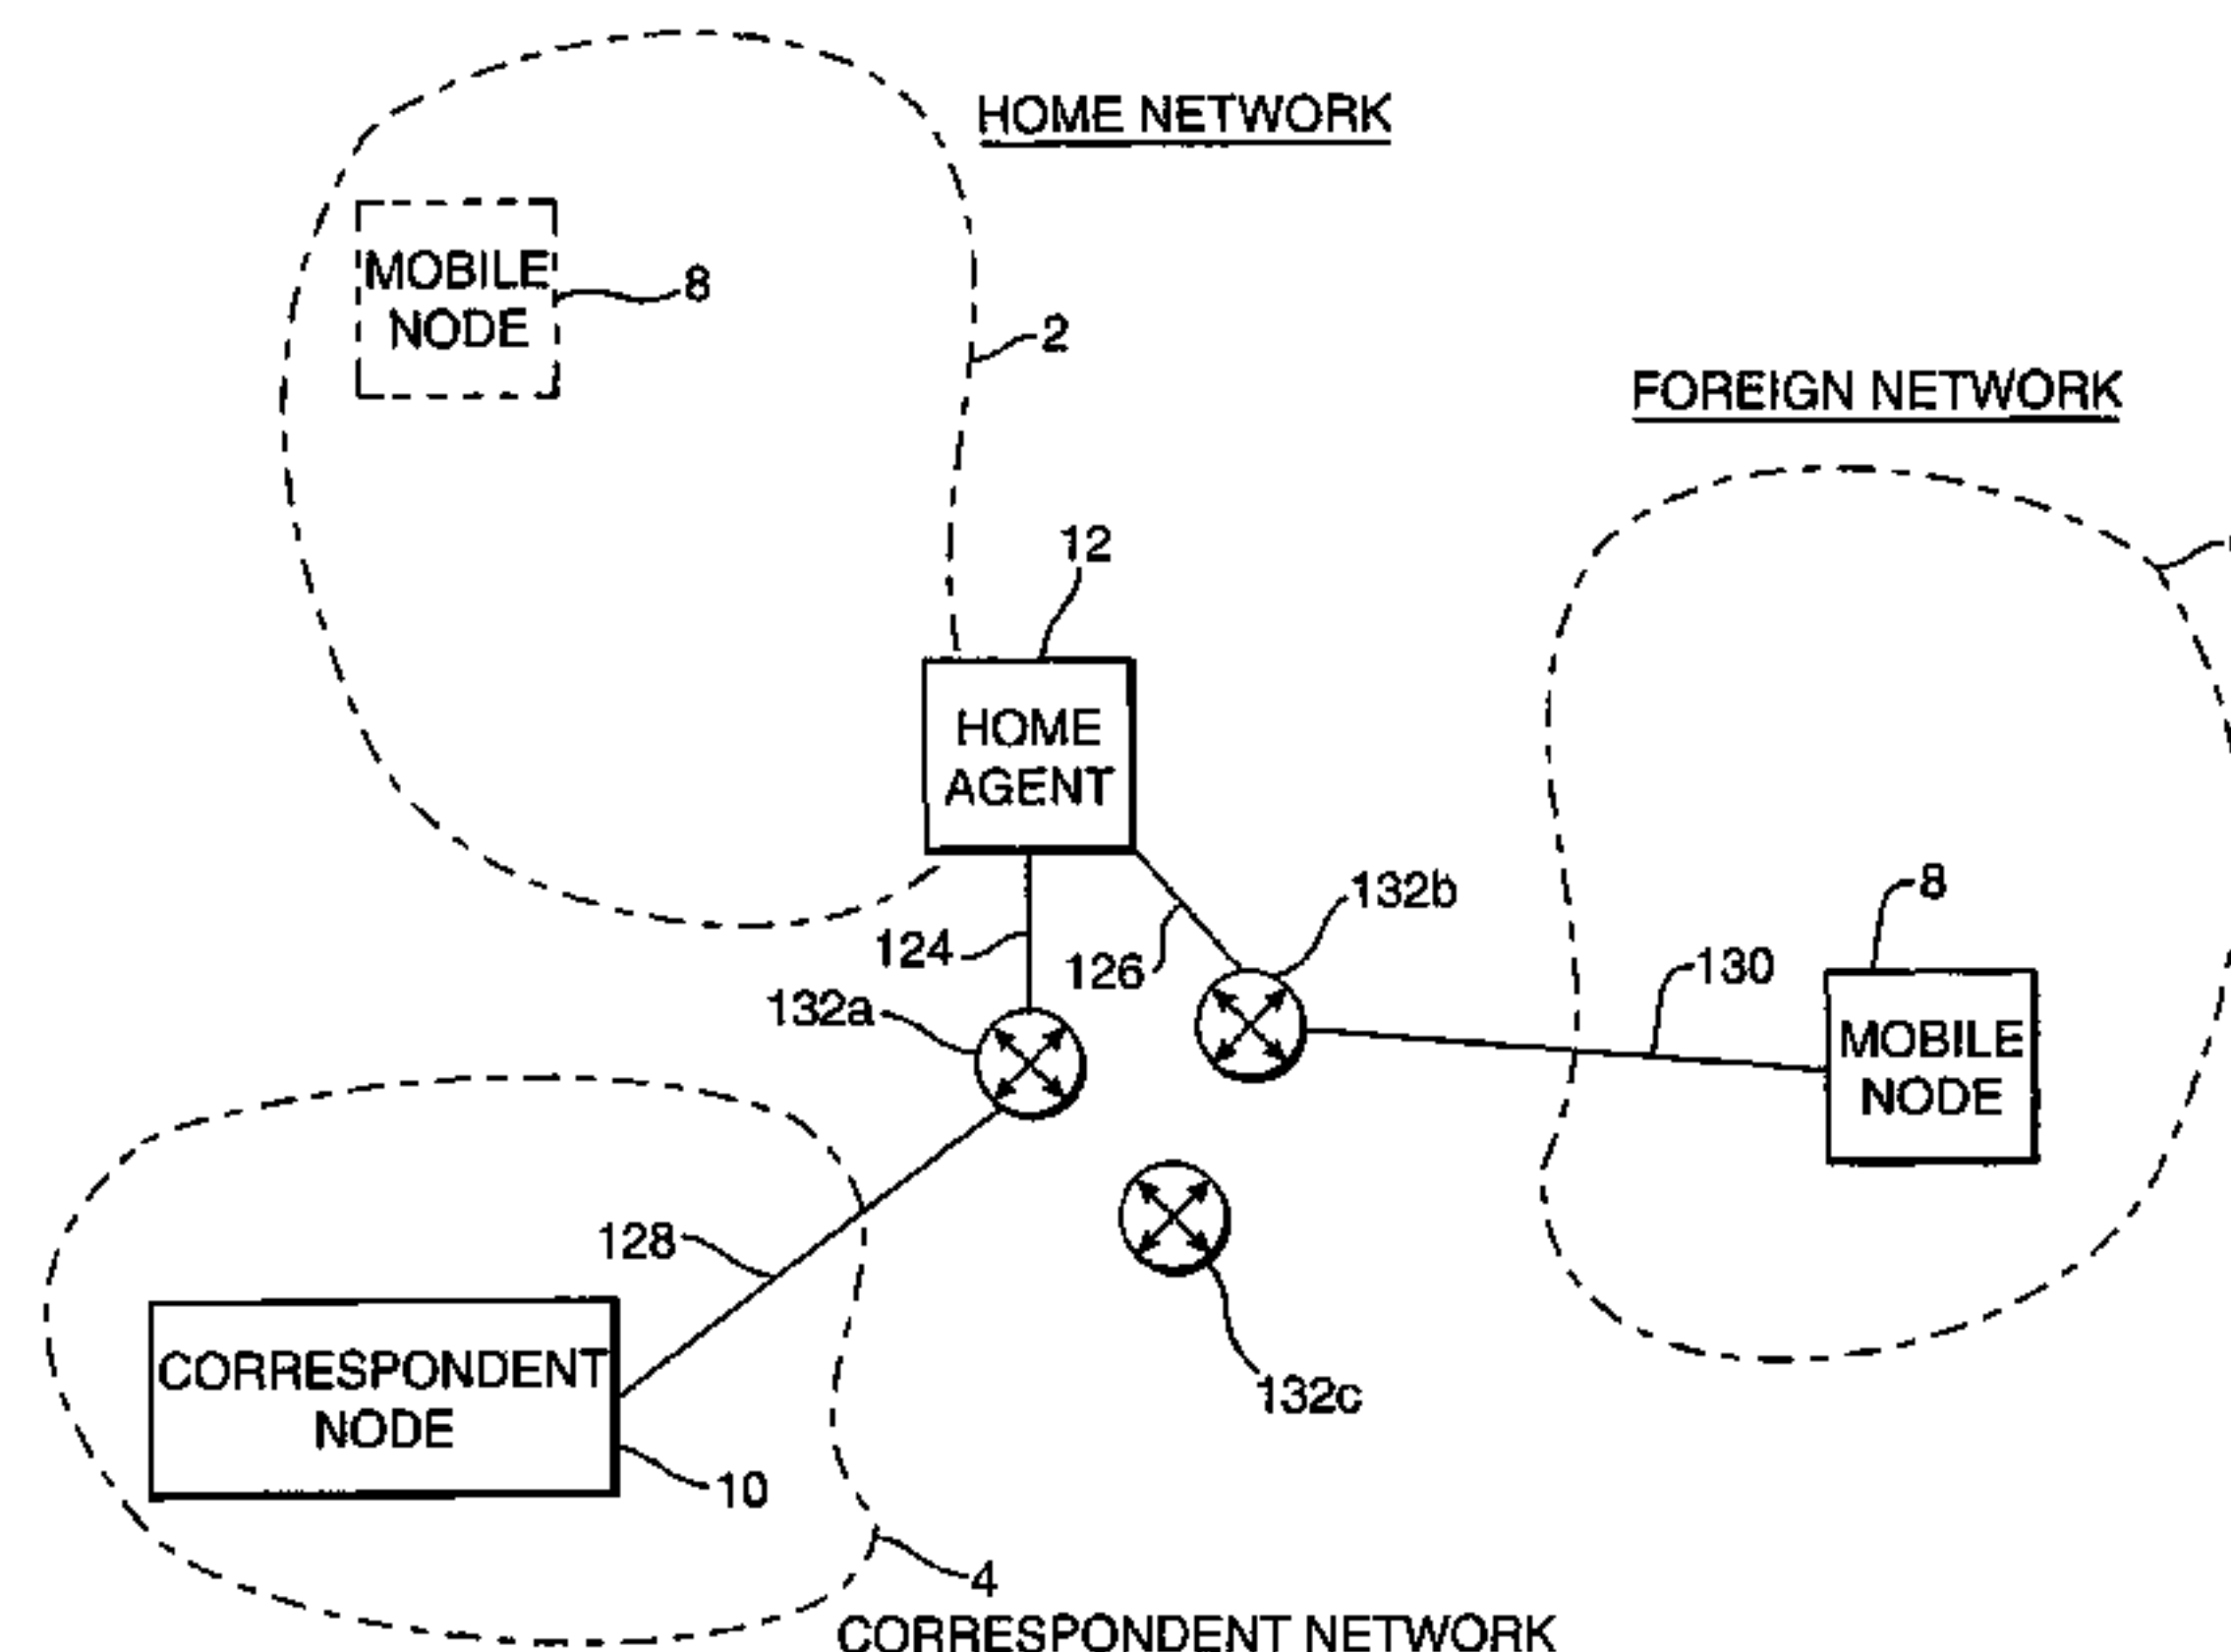 HOME NETWORK
MOBILE
NODE
8
2
FOREIGN NETWORK
12
HOME
AGENT
132b
8
124
126
130
132a
MOBILE
NODE
128
CORRESPONDENT
NODE
132c
10
4
CORRESPONDENT NETWORK